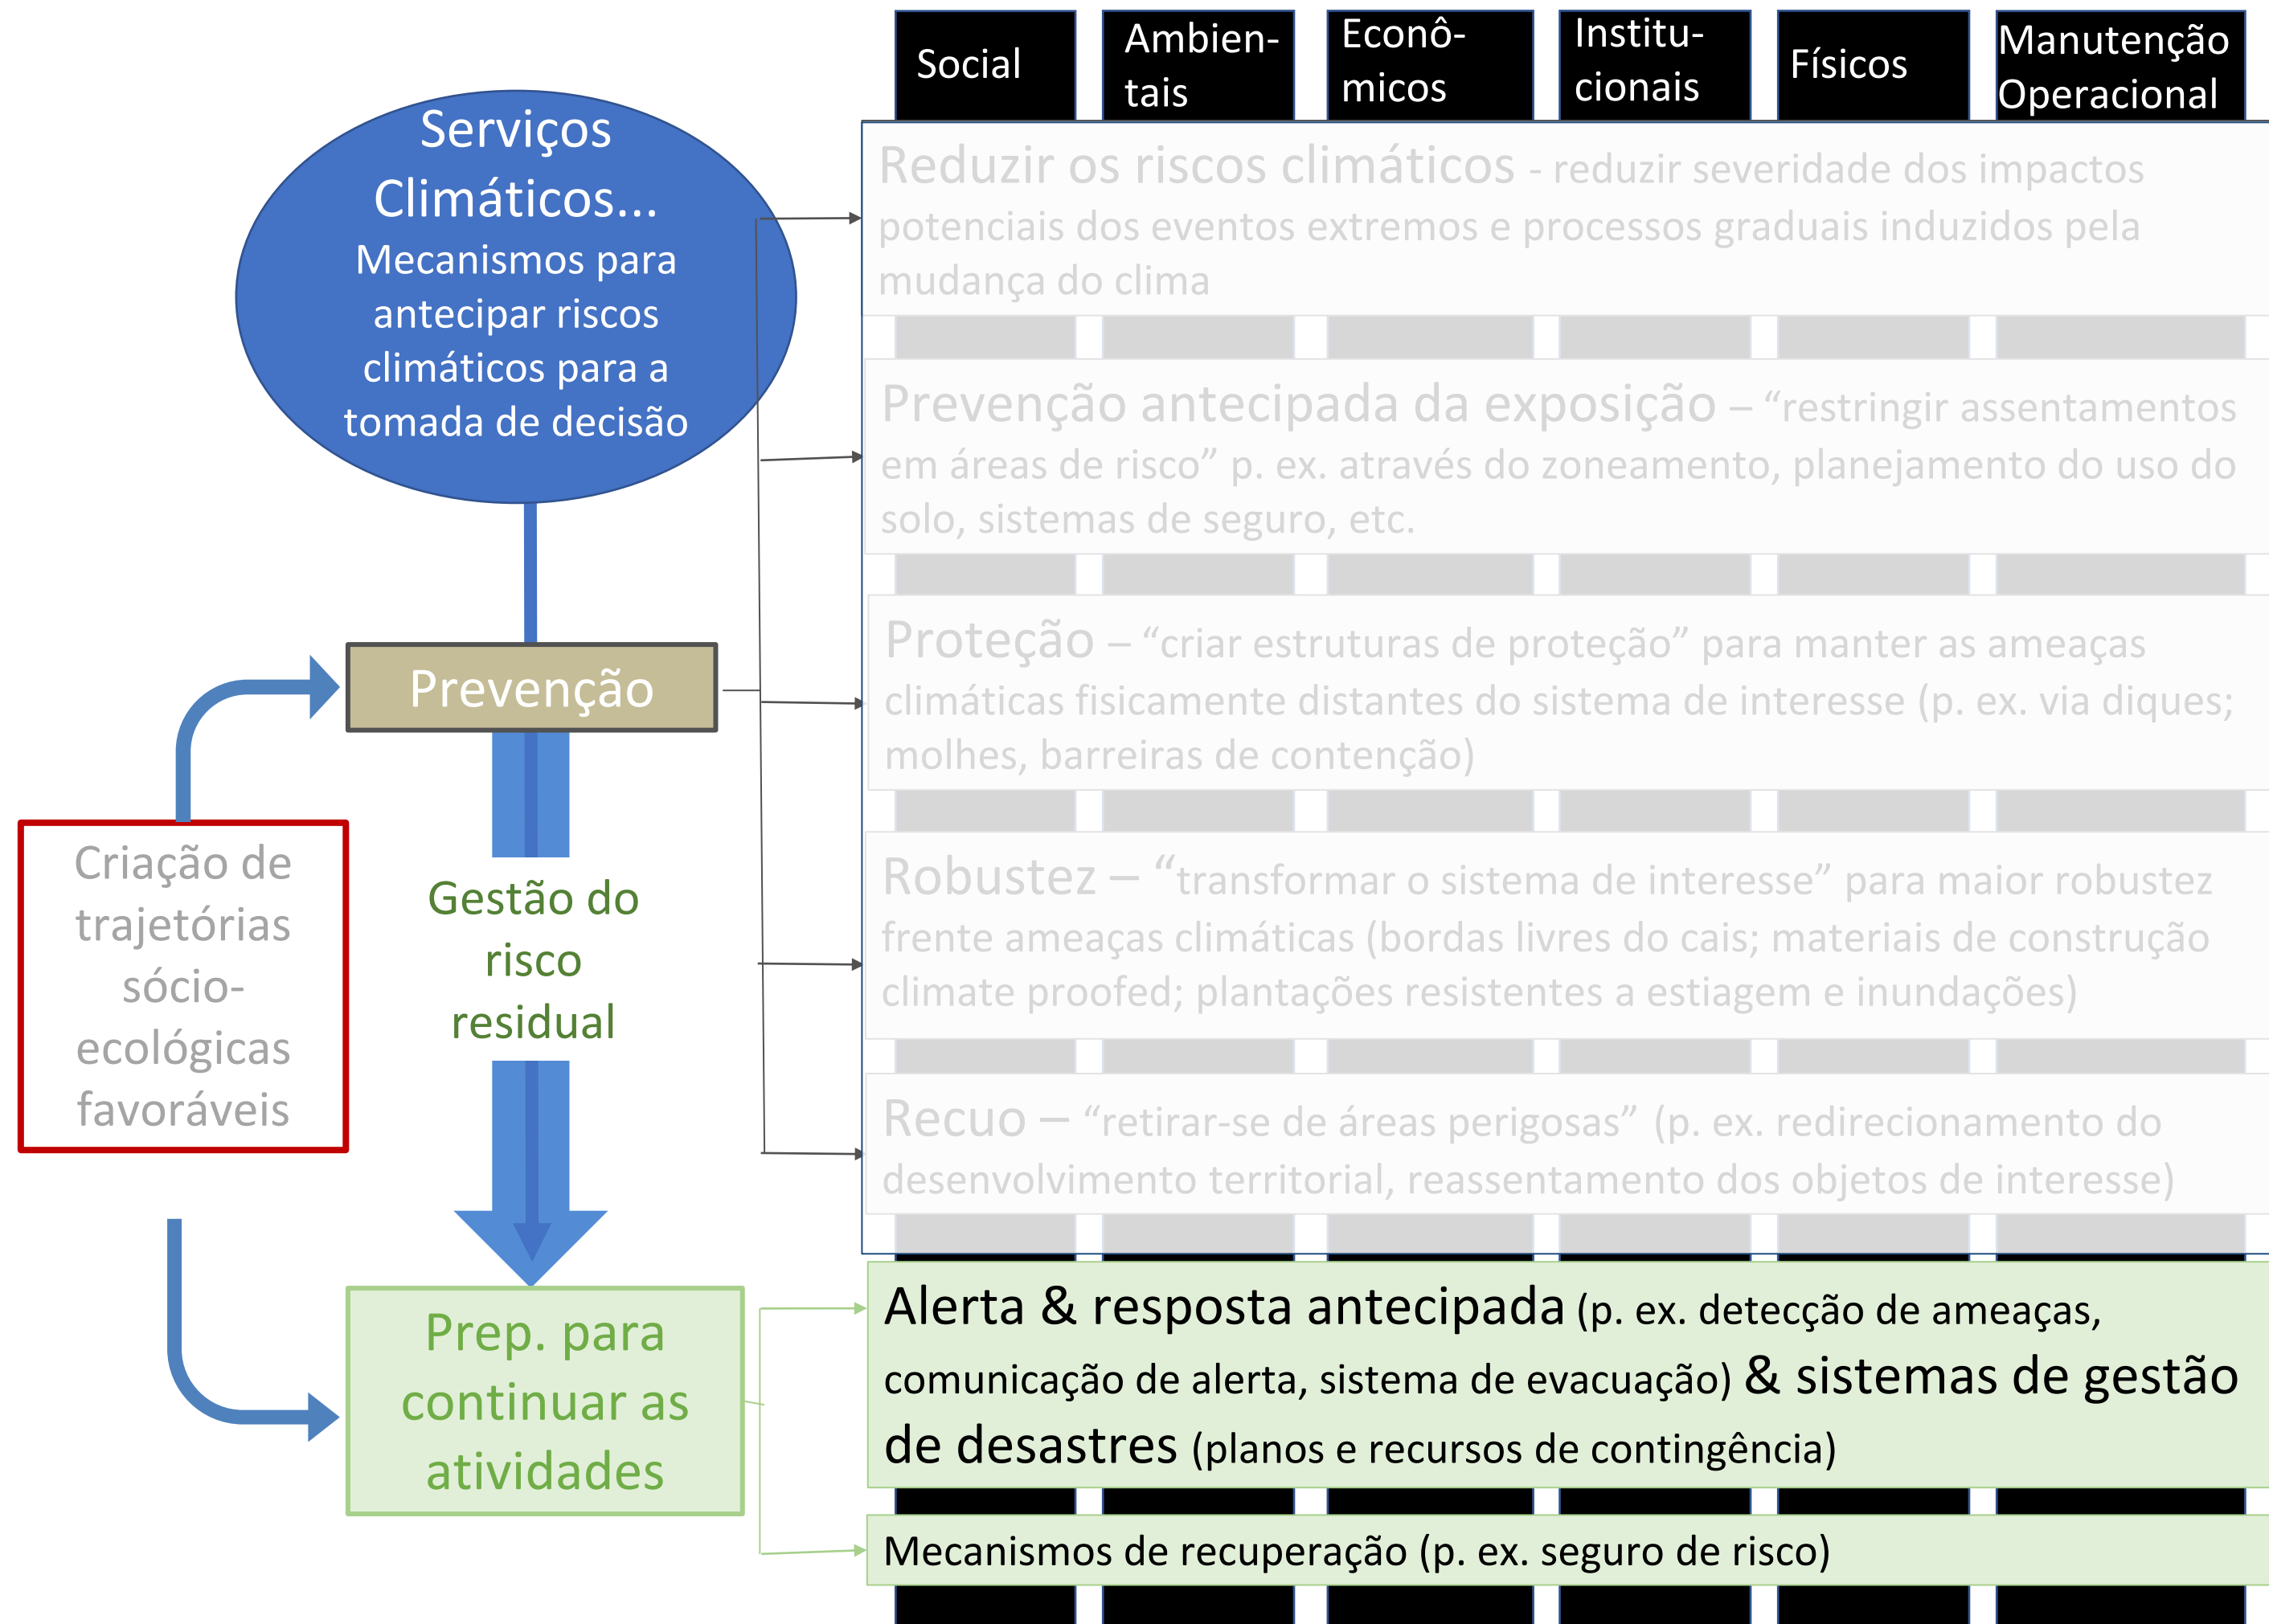 Social
Ambien-
tais
Econô-
micos
Institu-
cionais
Físicos
Manutenção
Operacional
Serviços
Climáticos...
Mecanismos para
antecipar riscos
climáticos para a
tomada de decisão
Reduzir os riscos climáticos - reduzir severidade dos impactos
potenciais dos eventos extremos e processos graduais induzidos pela
mudança do clima
Prevenção antecipada da exposição – “restringir assentamentos
em áreas de risco” p. ex. através do zoneamento, planejamento do uso do
solo, sistemas de seguro, etc.
Prevenção
Proteção – “criar estruturas de proteção” para manter as ameaças
climáticas fisicamente distantes do sistema de interesse (p. ex. via diques;
molhes, barreiras de contenção)
Criação de
trajetórias
sócio-
ecológicas
favoráveis
Gestão do
risco
residual
Robustez – “transformar o sistema de interesse” para maior robustez
frente ameaças climáticas (bordas livres do cais; materiais de construção
climate proofed; plantações resistentes a estiagem e inundações)
Recuo – “retirar-se de áreas perigosas” (p. ex. redirecionamento do
desenvolvimento territorial, reassentamento dos objetos de interesse)
Prep. para
continuar as
atividades
Alerta & resposta antecipada (p. ex. detecção de ameaças,
comunicação de alerta, sistema de evacuação) & sistemas de gestão
de desastres (planos e recursos de contingência)
Mecanismos de recuperação (p. ex. seguro de risco)